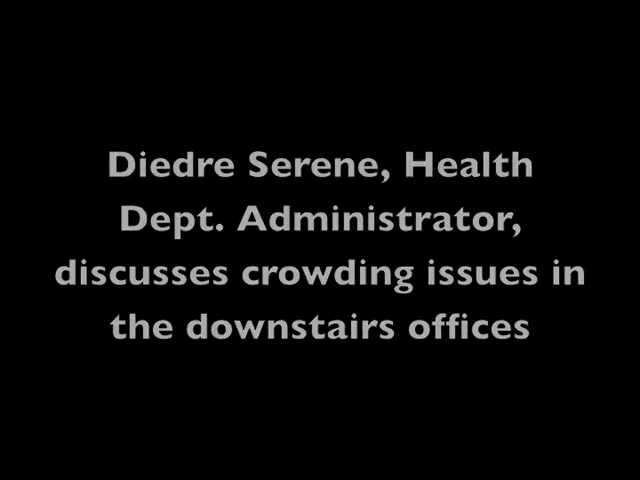 Diedre Serene, Health
Dept. Administrator,
discusses crowding issues in
the downstairs offices